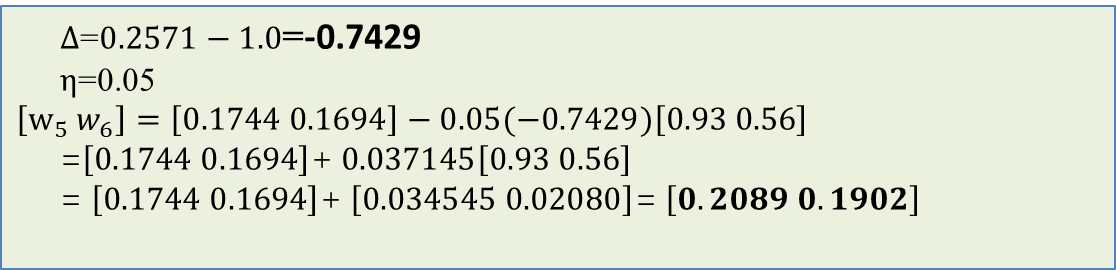 Δ=0.2571 − 1.0=-0.7429
η=0.05
[w₅ w₆] = [0.1744 0.1694] − 0.05(−0.7429)[0.93 0.56]
=[0.1744 0.1694]+ 0.037145[0.93 0.56]
= [0.1744 0.1694]+ [0.034545 0.02080]= [0.2089 0.1902]